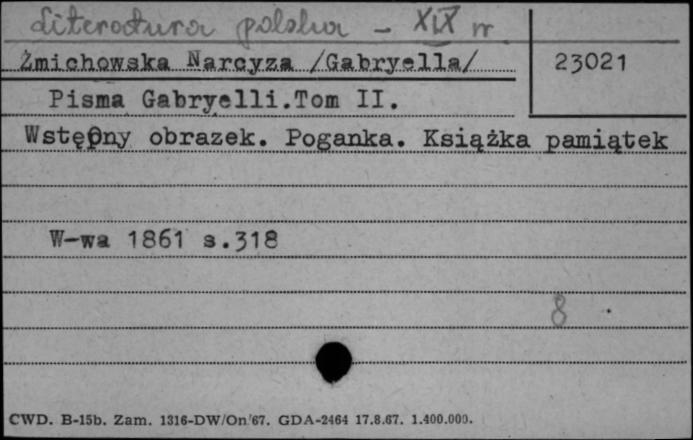 Literatura polska - XIX w.
Żmichowska Narcyza /Gabryella/ 23021
Pisma Gabryelli.Tom II.
Wstępny obrazek. Poganka. Książka pamiątek
W-wa 1861 s.318
8
CWD. B-15b. Zam. 1316-DW/On/67. GDA-2464 17.8.67. 1.400.000.